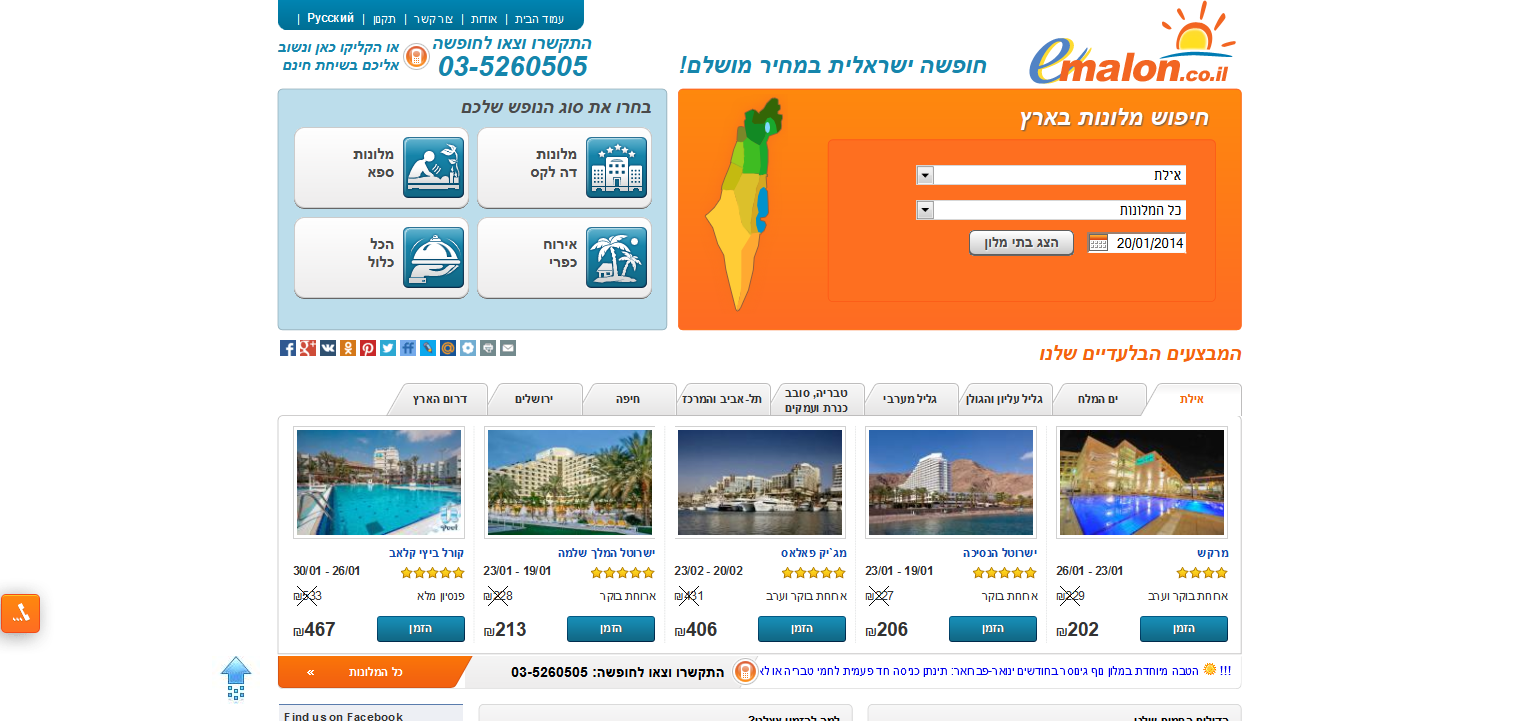 עמוד הבית | אודות | צור קשר | תקנון | Русский |
התקשרו וצאו לחופשה
03-5260505
או הקליקו כאן ונשוב
אליכם בשיחת חינם
חופשה ישראלית במחיר מושלם!
emalon.co.il
חיפוש מלונות בארץ
אילת
כל המלונות
20/01/2014
הצג בתי מלון
בחרו את סוג הנופש שלכם
מלונות
דה לקס
מלונות
ספא
אירוח
כפרי
הכל
כלול
המבצעים הבלעדיים שלנו
אילת
ים המלח
גליל עליון והגולן
גליל מערבי
טבריה, סובב
כנרת ועמקים
תל-אביב והמרכז
חיפה
ירושלים
דרום הארץ
מרקש
23/01 - 26/01
ארוחת בוקר וערב
₪229
₪202
הזמן
ישרוטל הנסיכה
19/01 - 23/01
ארוחת בוקר
₪227
₪206
הזמן
מג`יק פאלאס
20/02 - 23/02
ארוחת בוקר וערב
₪431
₪406
הזמן
ישרוטל המלך שלמה
19/01 - 23/01
ארוחת בוקר
₪228
₪213
הזמן
קורל ביץ' קלאב
26/01 - 30/01
פנסיון מלא
₪533
₪467
הזמן
!!! הטבה מיוחדת במלון נוף גינוסר בחודשים ינואר-פברואר: תינתן כניסה חד פעמית לחמי טבריה או לא
התקשרו וצאו לחופשה: 03-5260505
כל המלונות »
Find us on Facebook